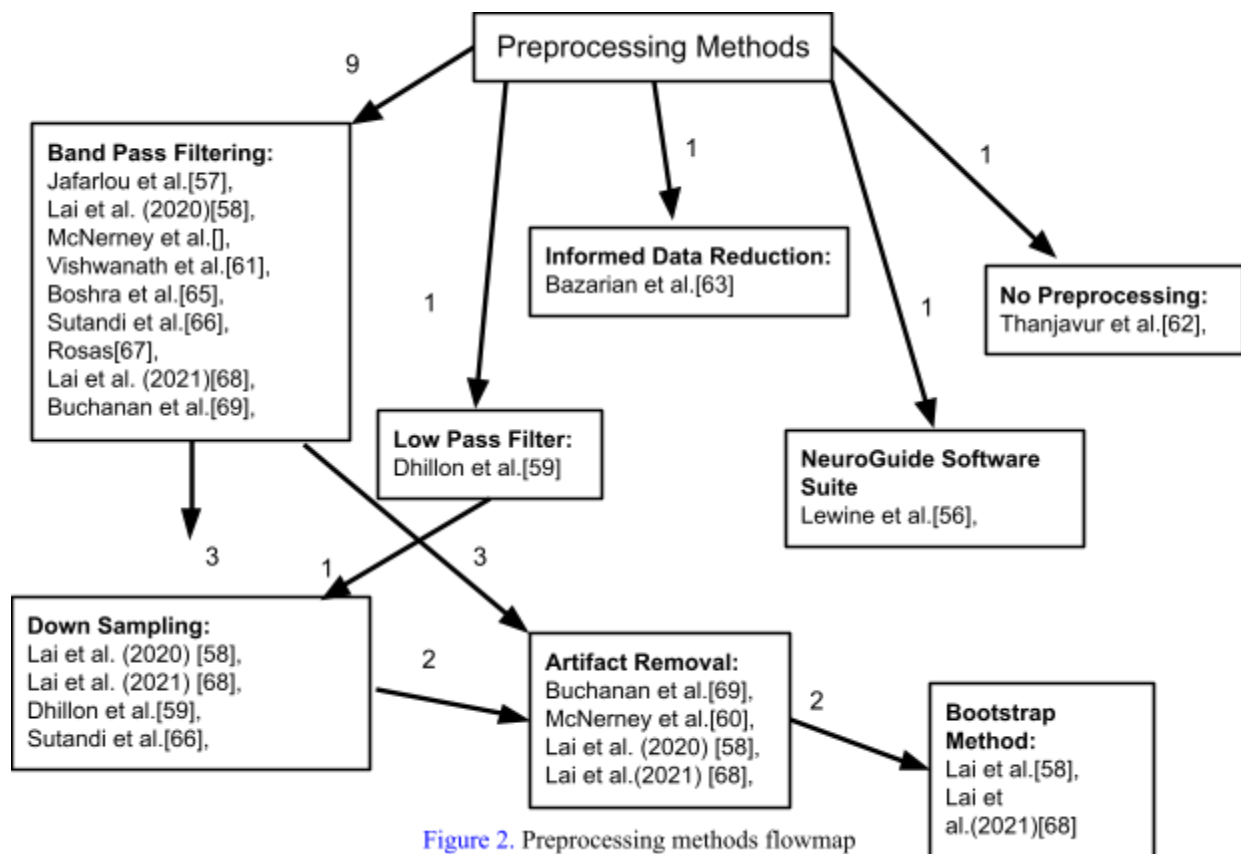 Preprocessing Methods
9
1
1
1
1
Band Pass Filtering:
Jafarlou et al.[57],
Lai et al. (2020)[58],
McNerney et al.[],
Vishwanath et al.[61],
Boshra et al.[65],
Sutandi et al.[66],
Rosas[67],
Lai et al. (2021)[68],
Buchanan et al.[69],
Informed Data Reduction:
Bazarian et al.[63]
No Preprocessing:
Thanjavur et al.[62],
Low Pass Filter:
Dhillon et al.[59]
NeuroGuide Software
Suite
Lewine et al.[56],
3
1
3
Down Sampling:
Lai et al. (2020) [58],
Lai et al. (2021) [68],
Dhillon et al.[59],
Sutandi et al.[66],
2
Artifact Removal:
Buchanan et al.[69],
McNerney et al.[60],
Lai et al. (2020) [58],
Lai et al.(2021) [68],
2
Bootstrap
Method:
Lai et al.[58],
Lai et
al.(2021)[68]
Figure 2. Preprocessing methods flowmap